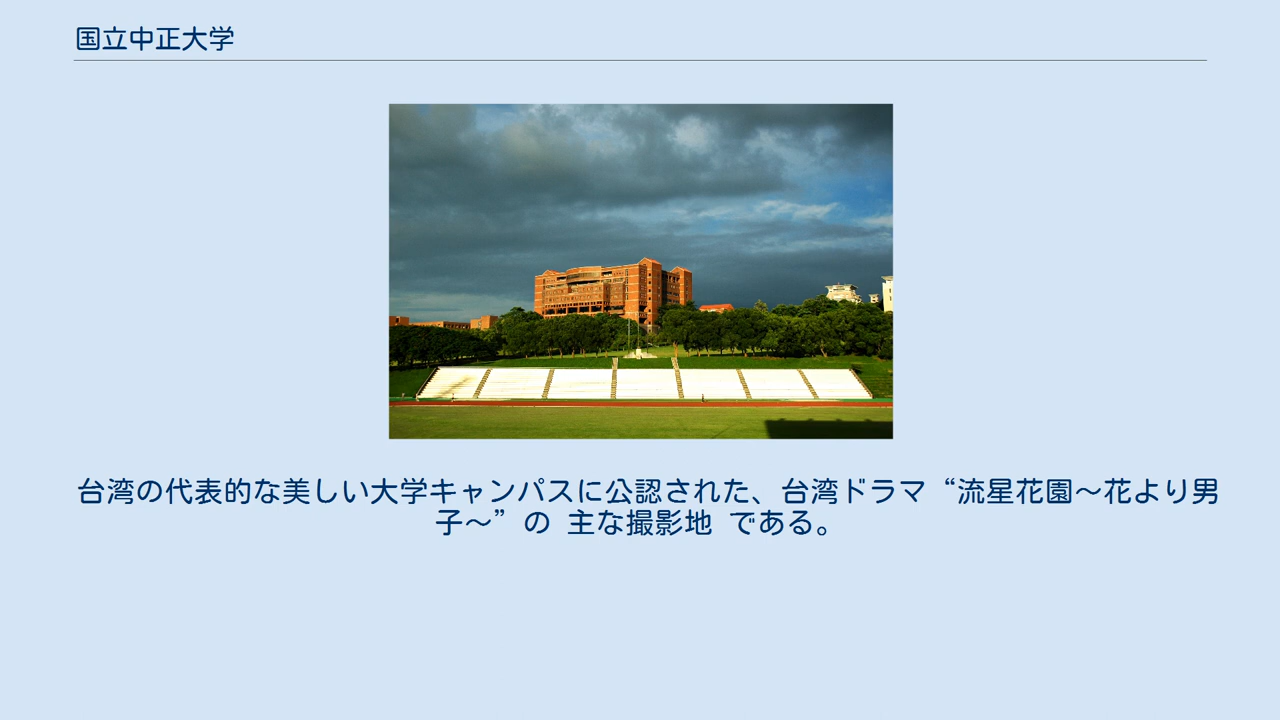 国立中正大学
台湾の代表的な美しい大学キャンパスに公認された、台湾ドラマ“流星花園～花より男
子～”の 主な撮影地 である。